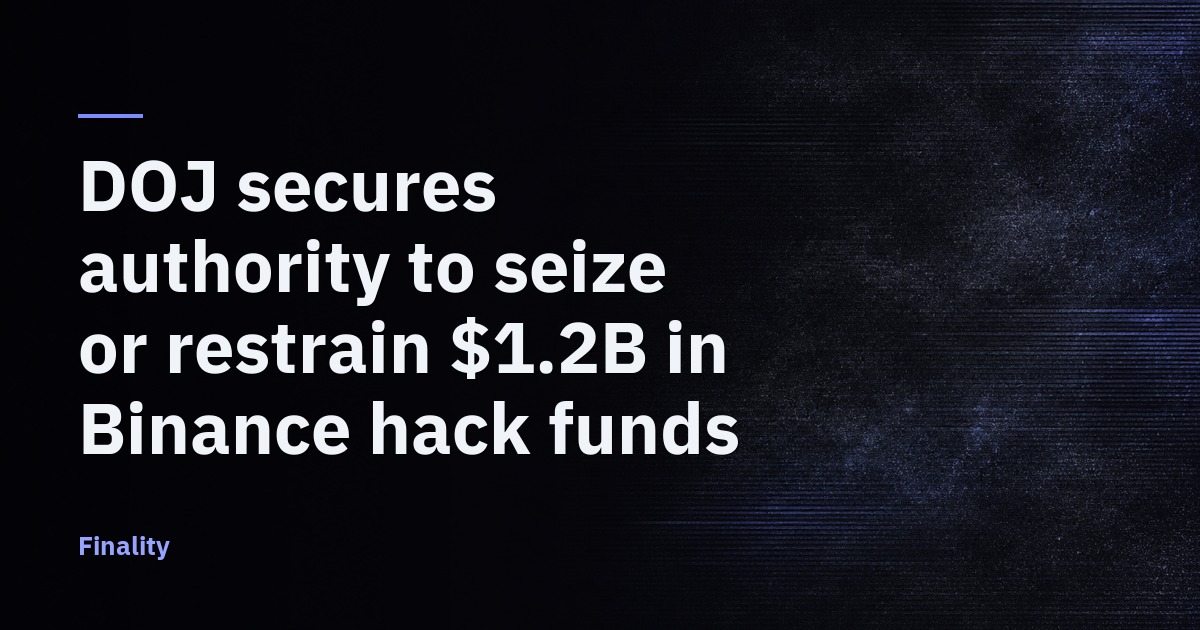 DOJ secures
authority to seize
or restrain $1.2B in
Binance hack funds
Finality